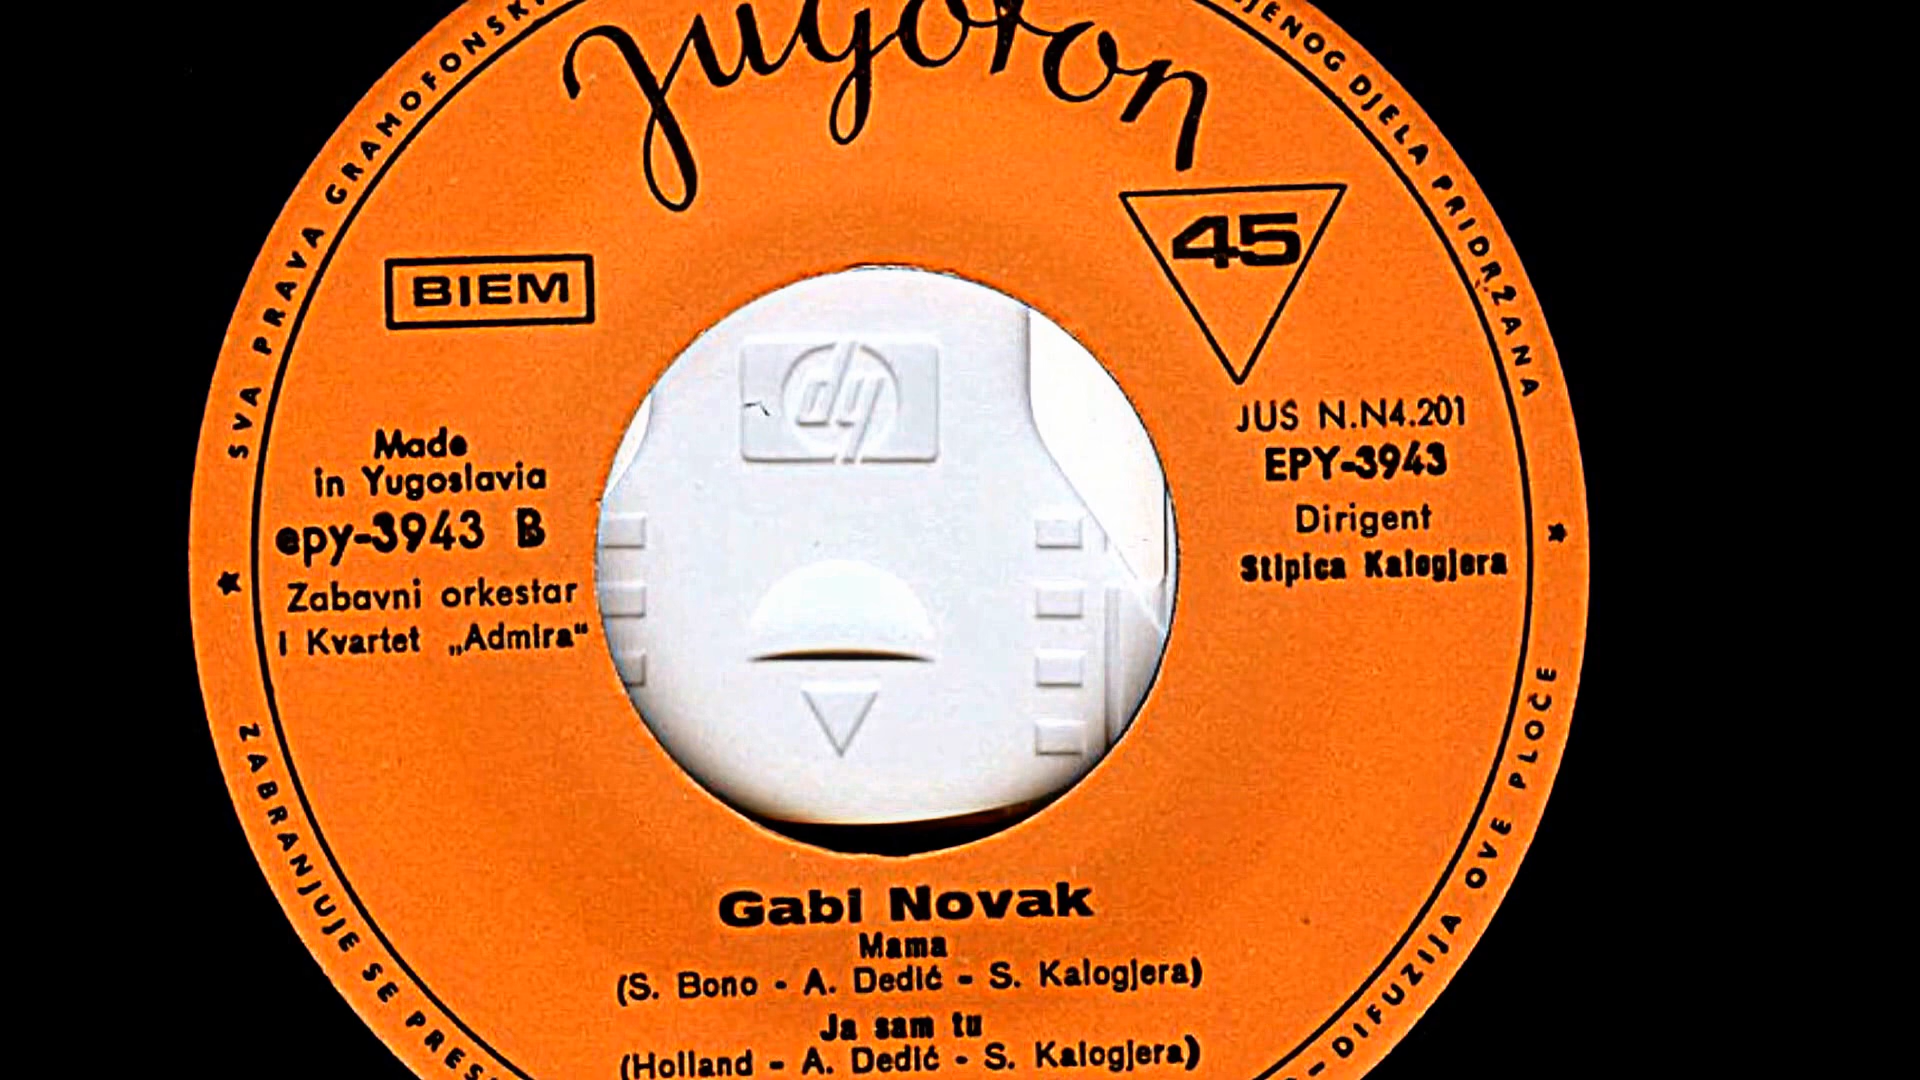 Jugoton
SVA PRAVA GRAMOFONSKI
JENOG DJELA PRIDRŽANA
45
BIEM
JUS N.N4.201
EPY-3943
Dirigent
Stipica Kalogjera
Made
in Yugoslavia
epy-3943 B
Zabavni orkestar
i Kvartet „Admira“
hp
Gabi Novak
Mama
(S. Bono - A. Dedić - S. Kalogjera)
Ja sam tu
(Holland - A. Dedić - S. Kalogjera)
ZABRANJUJE SE PRES
- DIFUZIJA OVE PLOČE